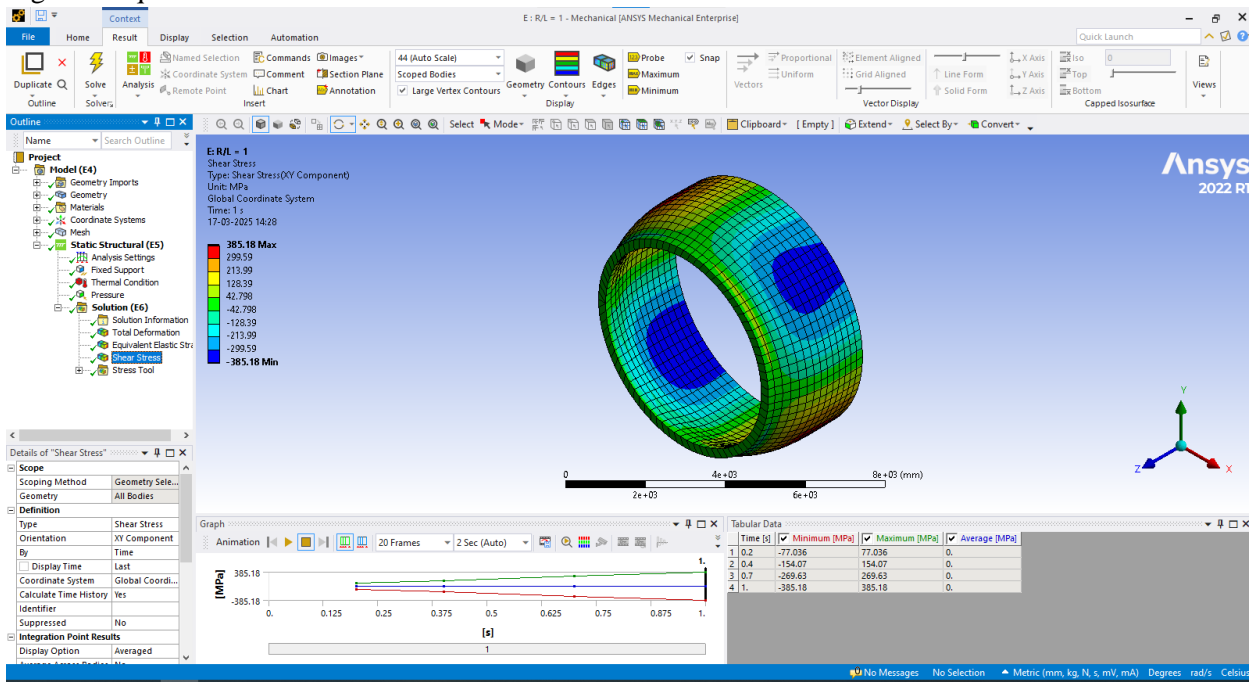 E : R/L = 1 - Mechanical [ANSYS Mechanical Enterprise]
Context
File Home Result Display Selection Automation
Quick Launch
Duplicate
Outline
Solve
Solver
Analysis
Named Selection Commands Images
Coordinate System Comment Section Plane
Remote Point Chart Annotation
Insert
44 (Auto Scale)
Scoped Bodies
Large Vertex Contours
Geometry Contours Edges
Probe Snap
Maximum
Minimum
Display
Vectors
Proportional Element Aligned
Uniform Grid Aligned
Line Form
Solid Form
X Axis
Y Axis
Z Axis
Vector Display
Iso 0
Top
Bottom
Capped Isosurface
Views
Outline
Name Search Outline
Select Mode Clipboard [ Empty ] Extend Select By Convert
Project
Model (E4)
Geometry Imports
Geometry
Materials
Coordinate Systems
Mesh
Static Structural (E5)
Analysis Settings
Fixed Support
Thermal Condition
Pressure
Solution (E6)
Solution Information
Total Deformation
Equivalent Elastic Stra
Shear Stress
Stress Tool
E: R/L = 1
Shear Stress
Type: Shear Stress(XY Component)
Unit: MPa
Global Coordinate System
Time: 1 s
17-03-2025 14:28
385.18 Max
299.59
213.99
128.39
42.798
-42.798
-128.39
-213.99
-299.59
-385.18 Min
Ansys
2022 R1
0 4e+03 8e+03 (mm)
2e+03 6e+03
Y
Z X
Details of "Shear Stress"
Scope
Scoping Method Geometry Sele...
Geometry All Bodies
Definition
Type Shear Stress
Orientation XY Component
By Time
Display Time Last
Coordinate System Global Coordi...
Calculate Time History Yes
Identifier
Suppressed No
Integration Point Results
Display Option Averaged
Graph
Animation 20 Frames 2 Sec (Auto)
1.
385.18
-385.18
[MPa]
0. 0.125 0.25 0.375 0.5 0.625 0.75 0.875 1.
[s]
1
Tabular Data
Time [s] Minimum [MPa] Maximum [MPa] Average [MPa]
1 0.2 -77.036 77.036 0.
2 0.4 -154.07 154.07 0.
3 0.7 -269.63 269.63 0.
4 1. -385.18 385.18 0.
No Messages No Selection Metric (mm, kg, N, s, mV, mA) Degrees rad/s Celsius